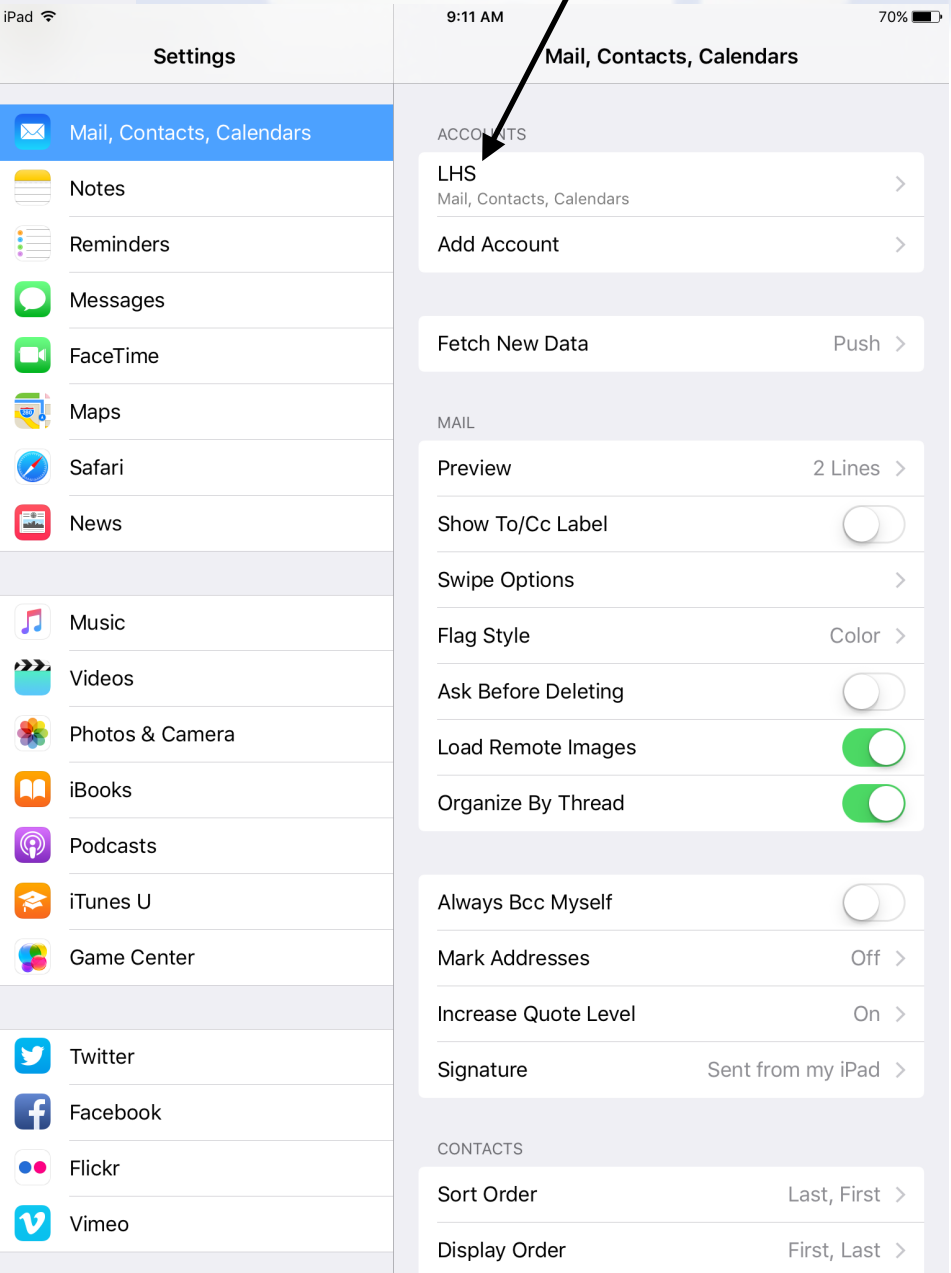 iPad
9:11 AM
70%
Settings
Mail, Contacts, Calendars
Mail, Contacts, Calendars
Notes
Reminders
Messages
FaceTime
Maps
Safari
News
Music
Videos
Photos & Camera
iBooks
Podcasts
iTunes U
Game Center
Twitter
Facebook
Flickr
Vimeo
ACCOUNTS
LHS
Mail, Contacts, Calendars
Add Account
Fetch New Data Push
MAIL
Preview 2 Lines
Show To/Cc Label
Swipe Options
Flag Style Color
Ask Before Deleting
Load Remote Images
Organize By Thread
Always Bcc Myself
Mark Addresses Off
Increase Quote Level On
Signature Sent from my iPad
CONTACTS
Sort Order Last, First
Display Order First, Last